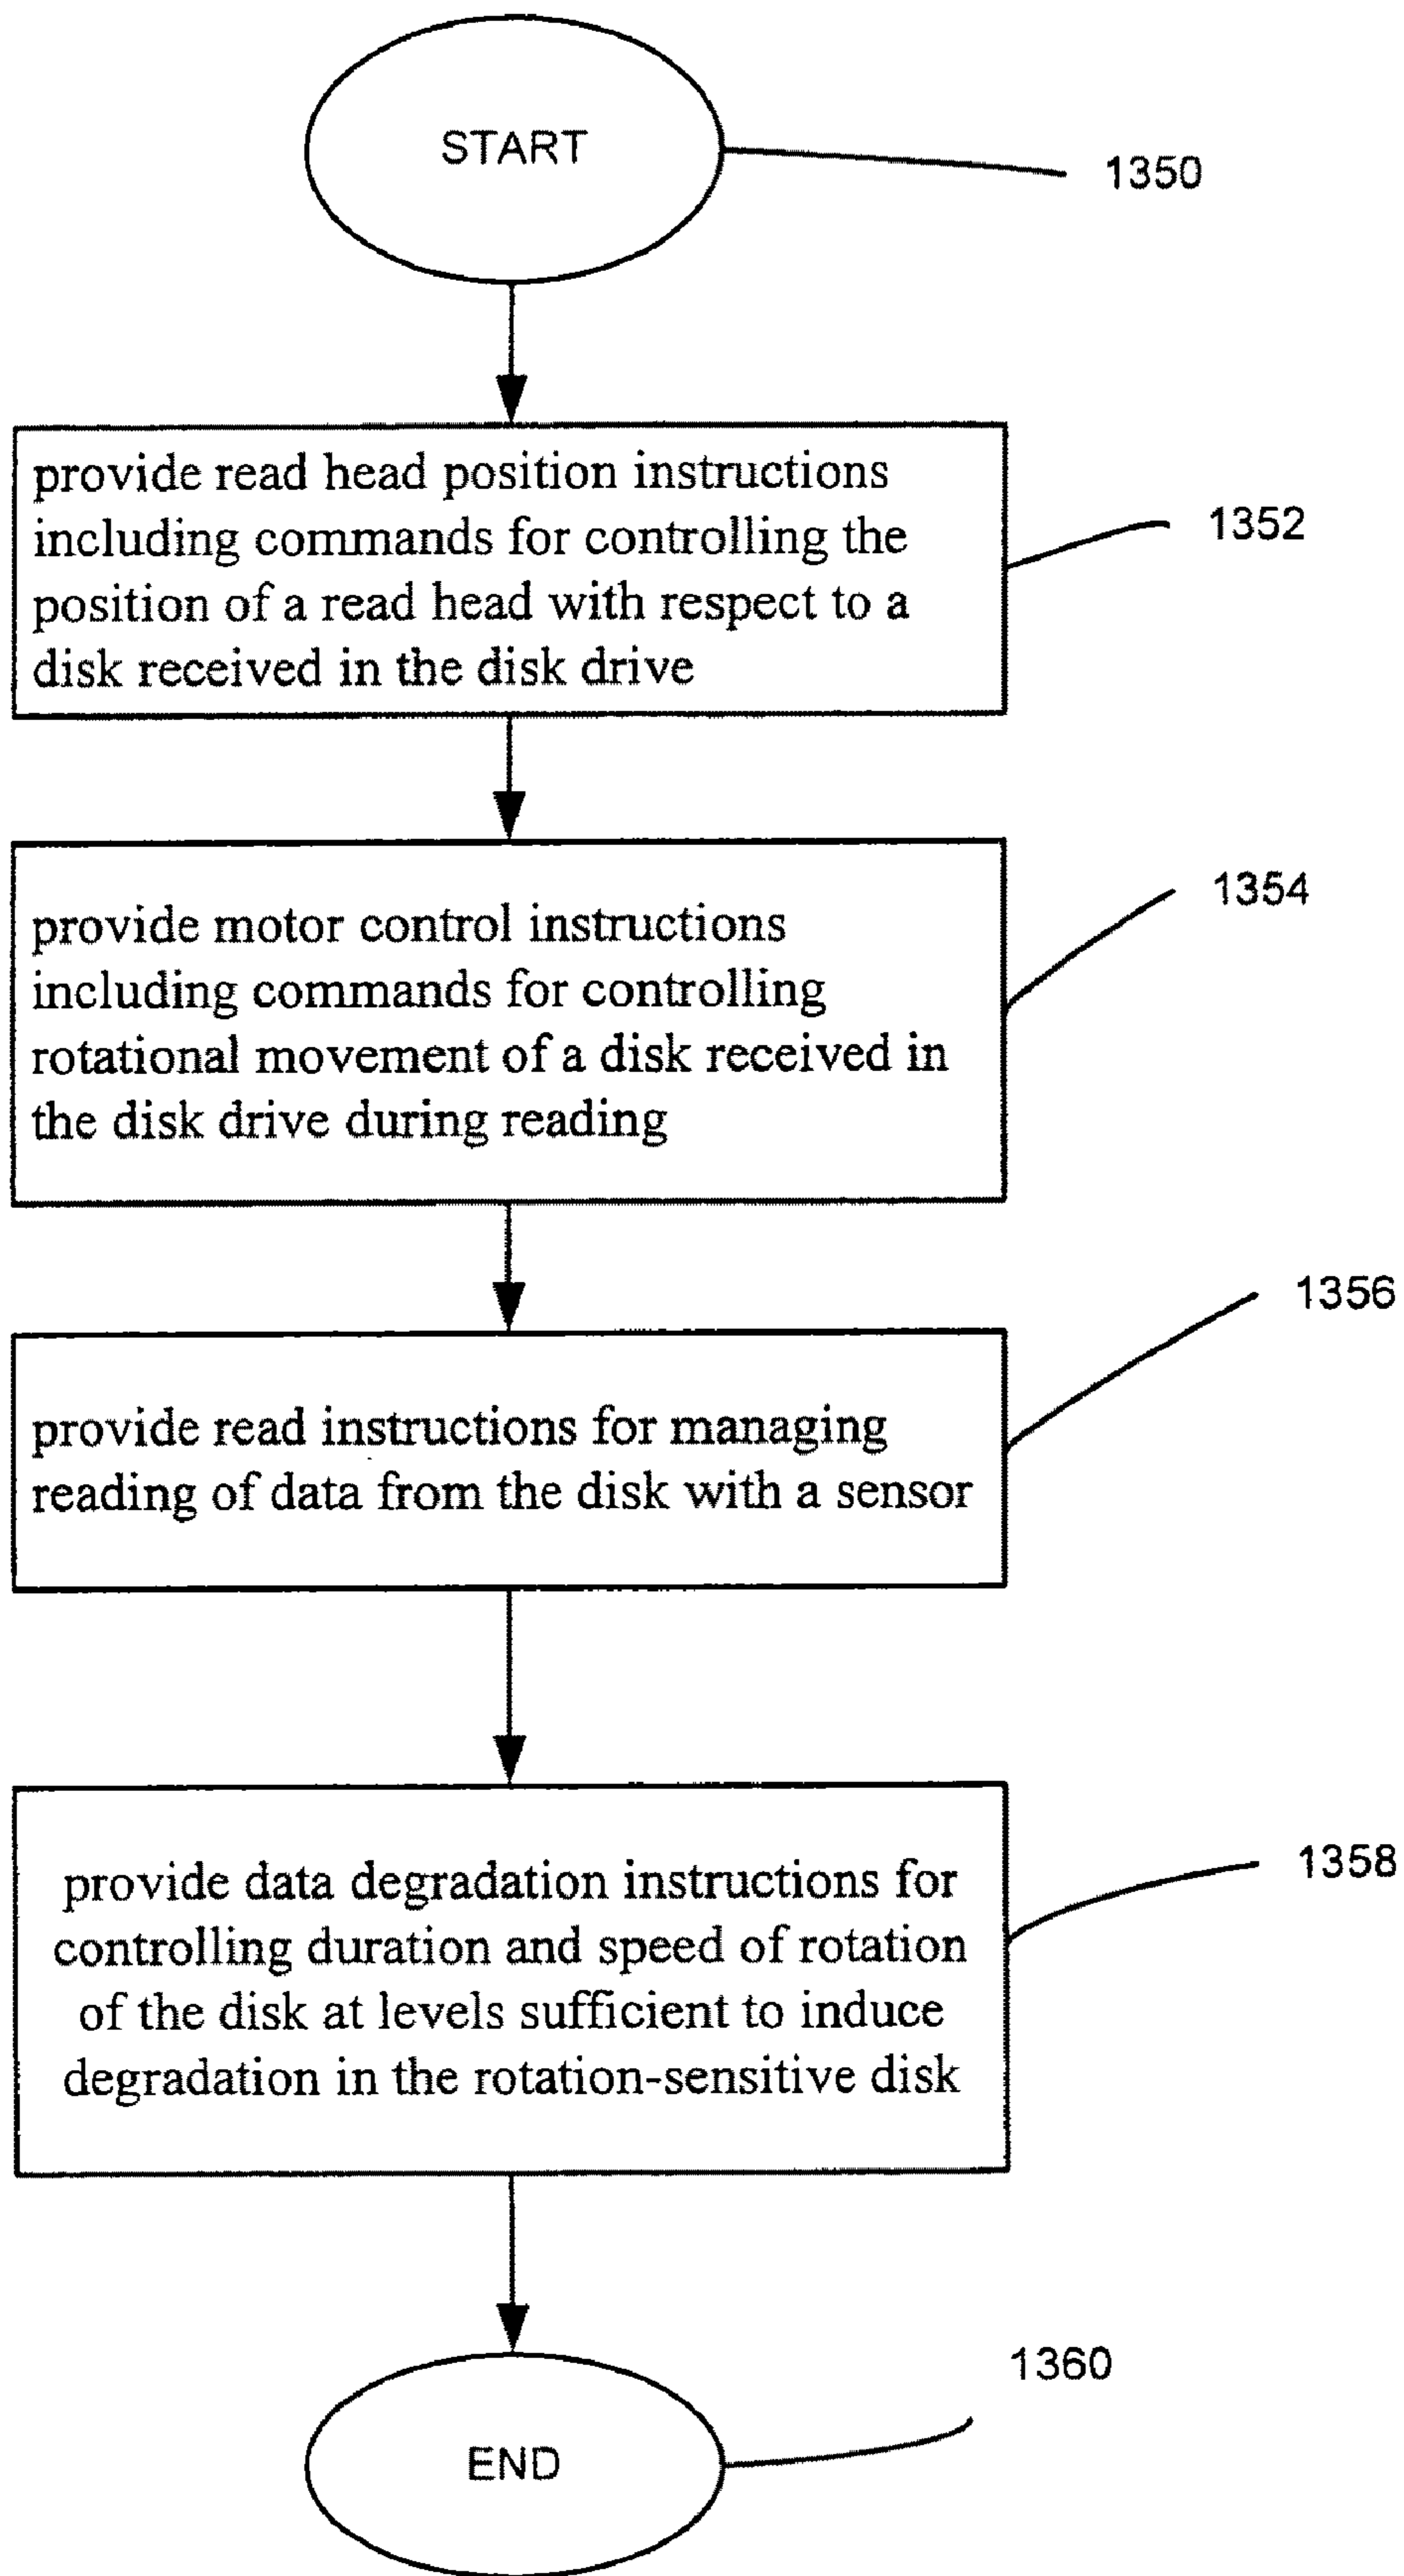 START
1350
provide read head position instructions
including commands for controlling the
position of a read head with respect to a
disk received in the disk drive
1352
provide motor control instructions
including commands for controlling
rotational movement of a disk received in
the disk drive during reading
1354
provide read instructions for managing
reading of data from the disk with a sensor
1356
provide data degradation instructions for
controlling duration and speed of rotation
of the disk at levels sufficient to induce
degradation in the rotation-sensitive disk
1358
END
1360